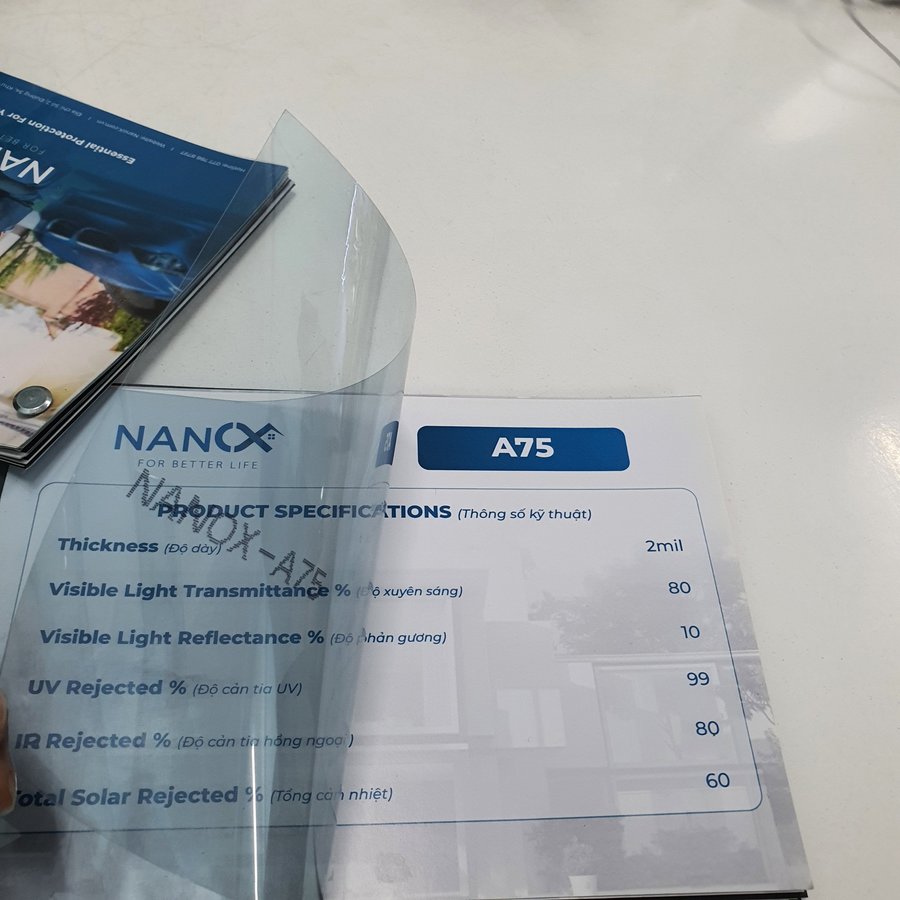 Essential Protection For
NANOX
FOR BETTER LIFE
A75
NANOX-A75
PRODUCT SPECIFICATIONS (Thông số kỹ thuật)
Thickness (Độ dày) 2mil
Visible Light Transmittance % (Độ xuyên sáng) 80
Visible Light Reflectance % (Độ phản gương) 10
UV Rejected % (Độ cản tia UV) 99
IR Rejected % (Độ cản tia hồng ngoại) 80
Total Solar Rejected % (Tổng cản nhiệt) 60